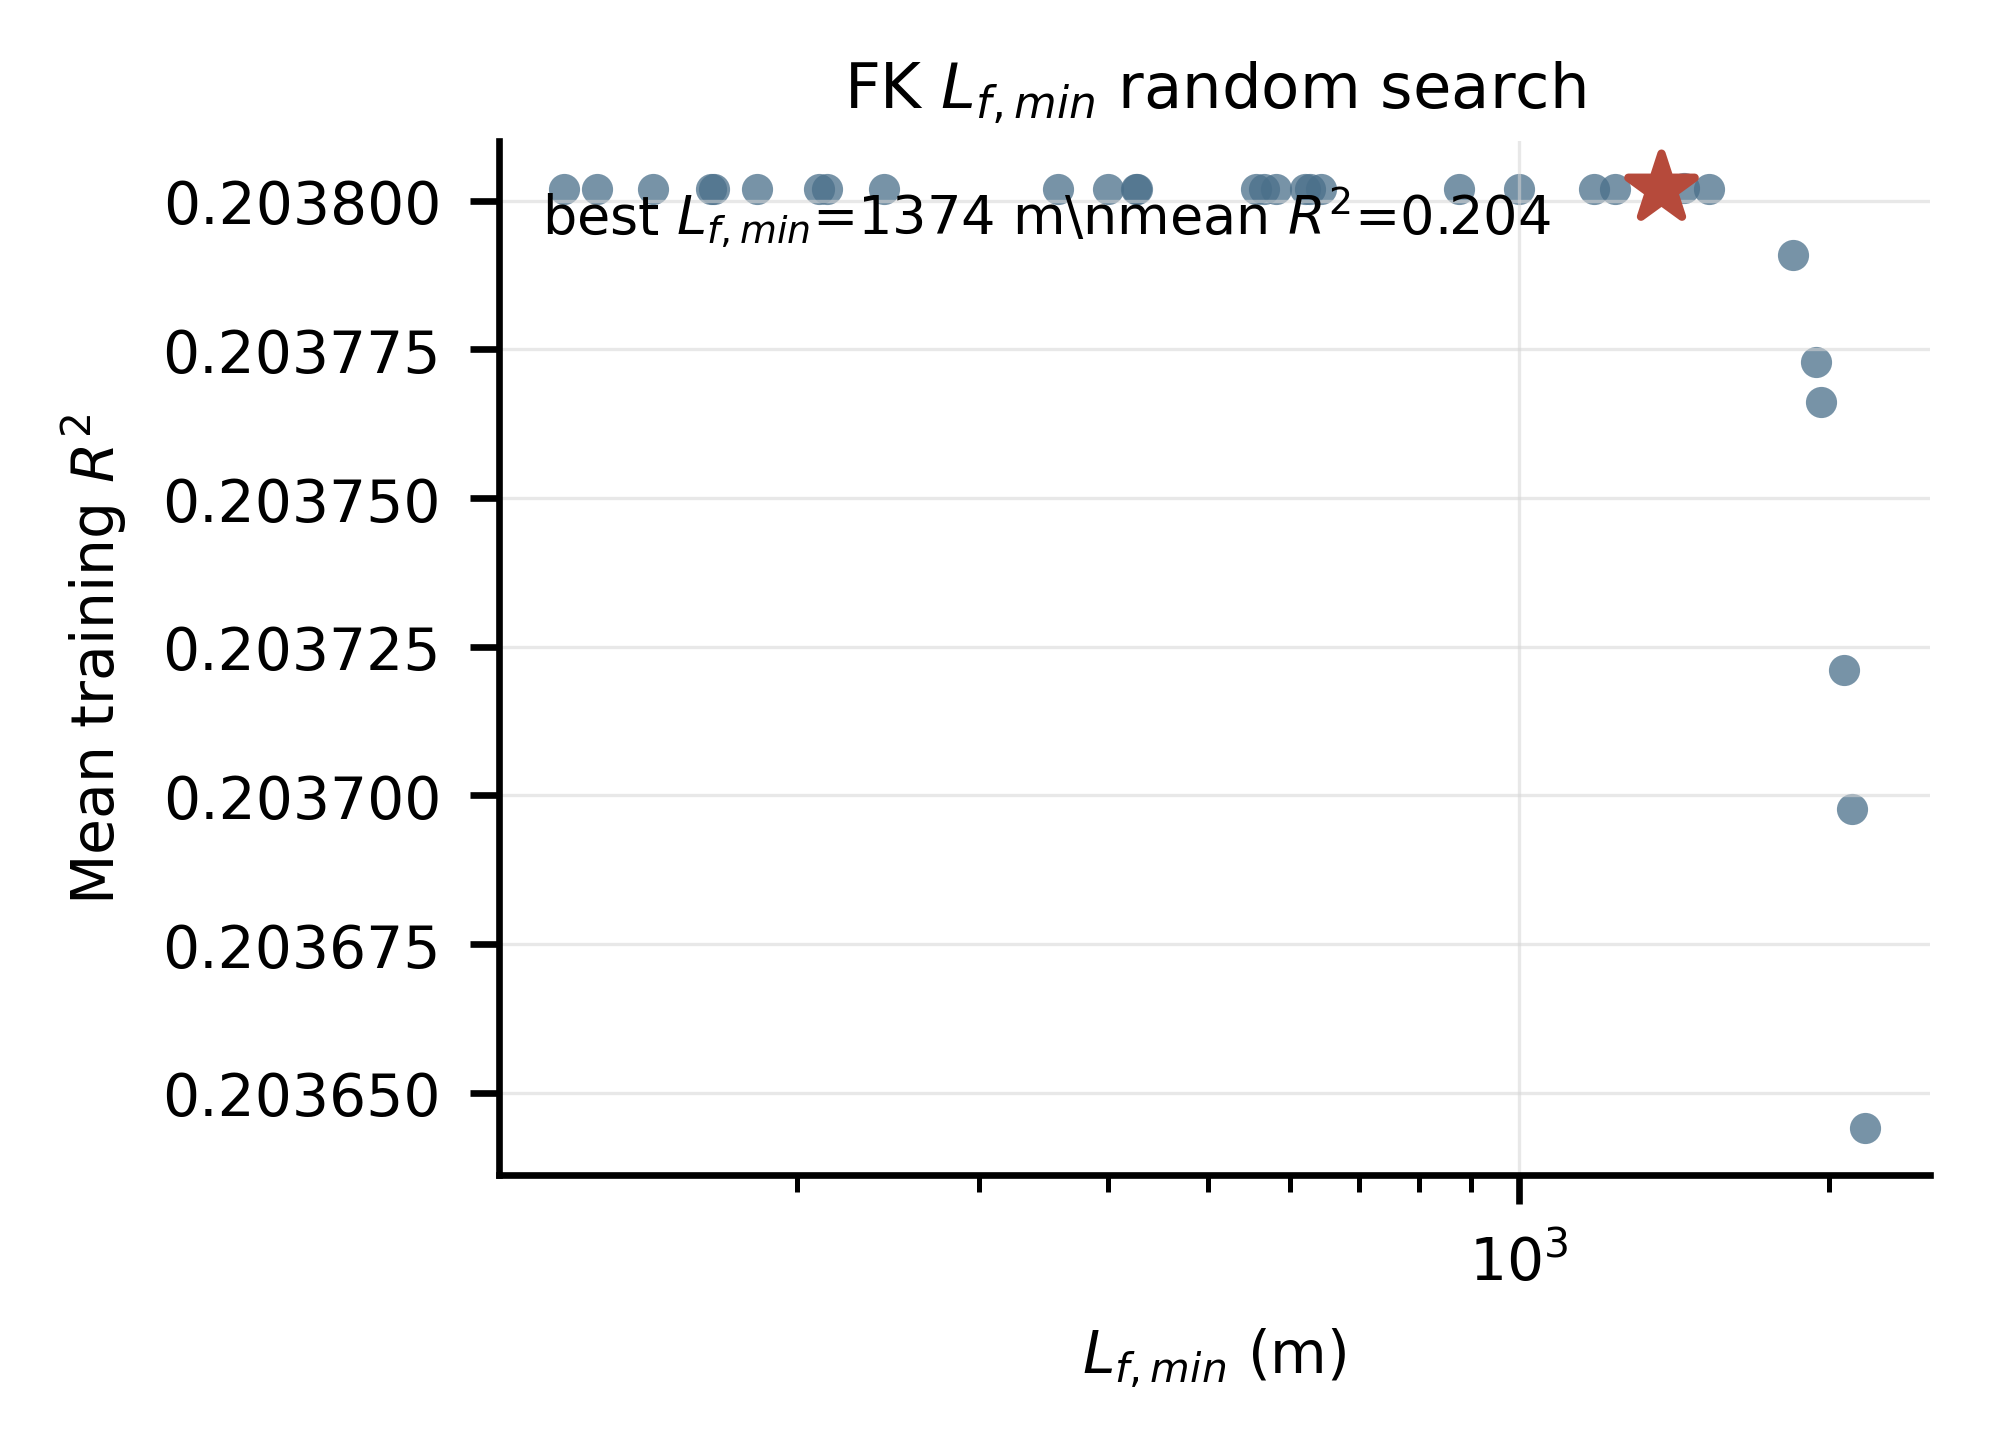 FK L_{f,min} random search
0.203800
best L_{f,min}=1374 m\nmean R²=0.204
0.203775
0.203750
0.203725
0.203700
0.203675
0.203650
Mean training R²
10³
L_{f,min} (m)